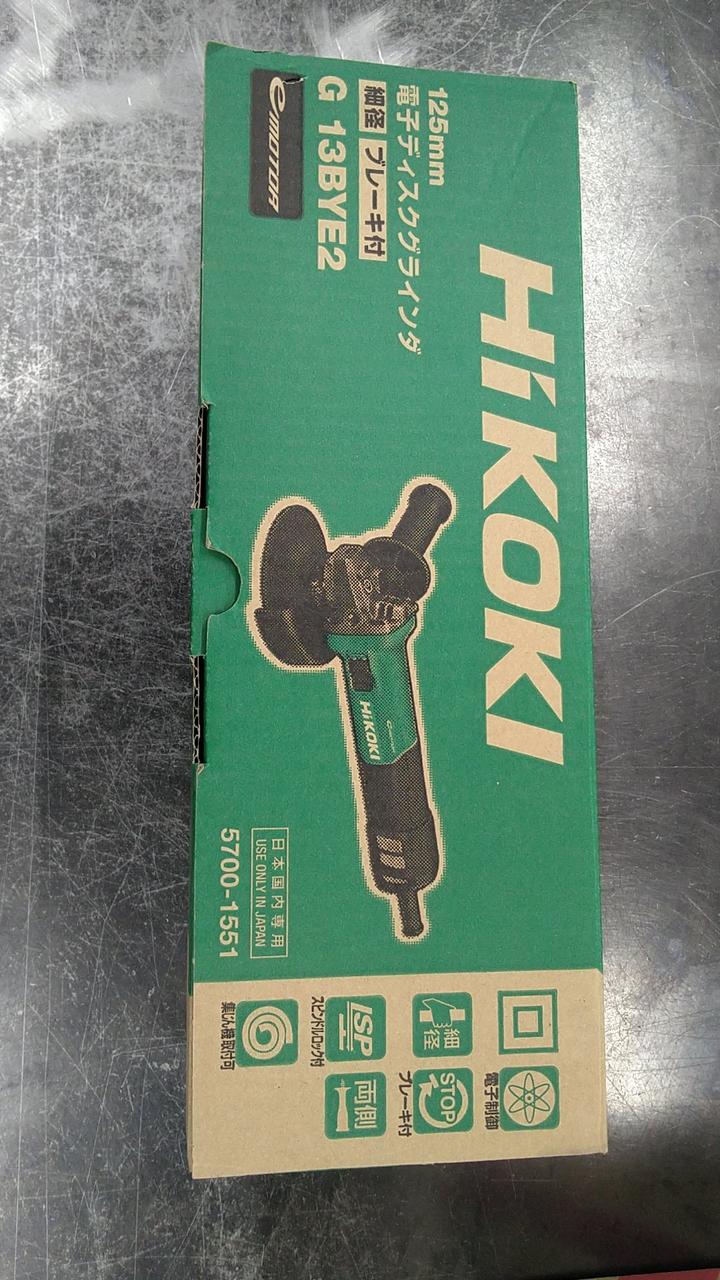 HiKOKI
125mm
電子ディスクグラインダ
細径 ブレーキ付
G 13BYE2
eMOTOR
HiKOKI
日本国内専用
USE ONLY IN JAPAN
5700-1551
電子制御
細径
STOP
ブレーキ付
LSP
スピンドルロック付
両側
集じん機取付可